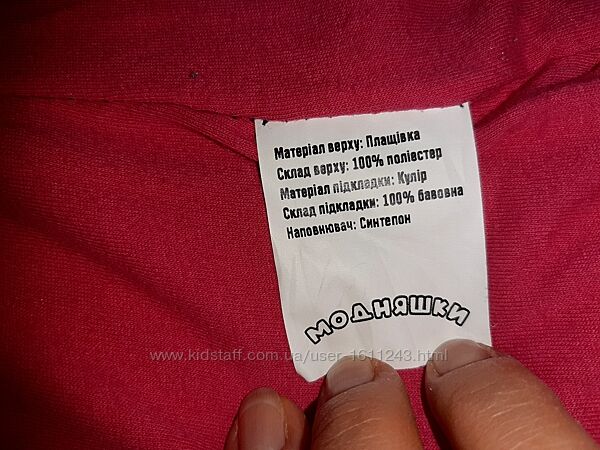 Матеріал верху: Плащівка
Склад верху: 100% поліестер
Матеріал підкладки: Кулір
Склад підкладки: 100% бавовна
Наповнювач: Синтепон
МОДНЯШКИ
www.kidstaff.com.ua/user-1611243.html